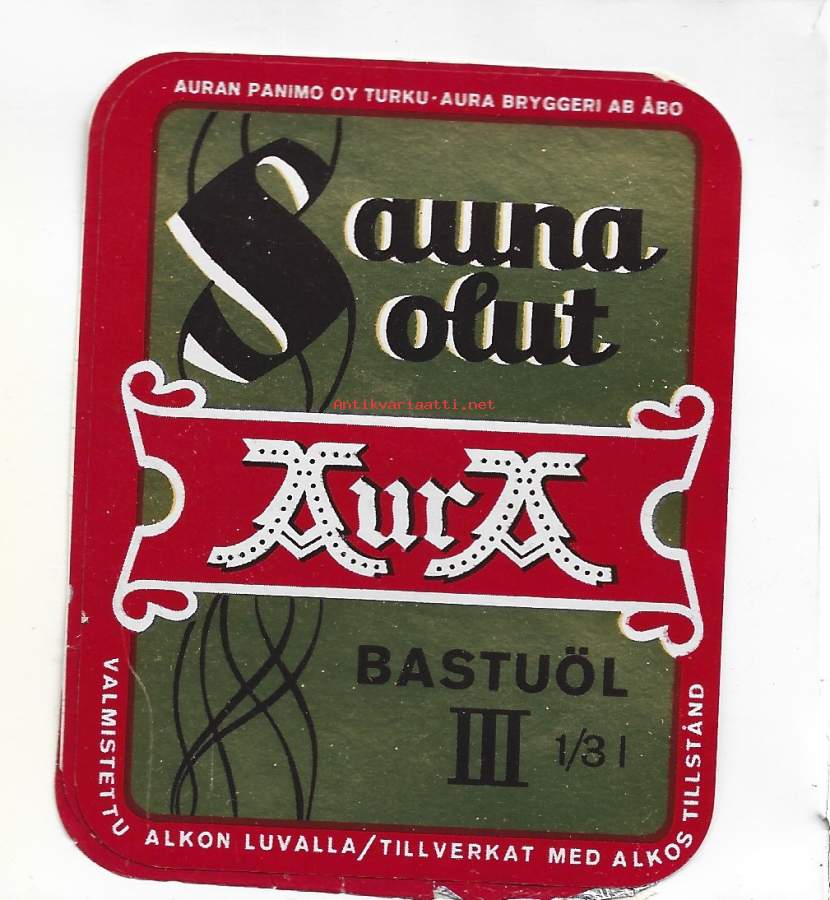 AURAN PANIMO OY TURKU · AURA BRYGGERI AB ÅBO
Sauna
olut
Antikvariaatti.net
AurA
BASTUÖL
III 1/3 l
VALMISTETTU ALKON LUVALLA/TILLVERKAT MED ALKOS TILLSTÅND